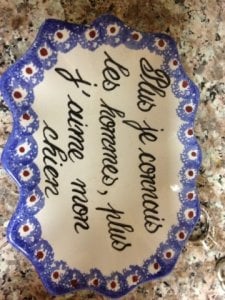 Plus je connais
les hommes, plus
j'aime mon
chien